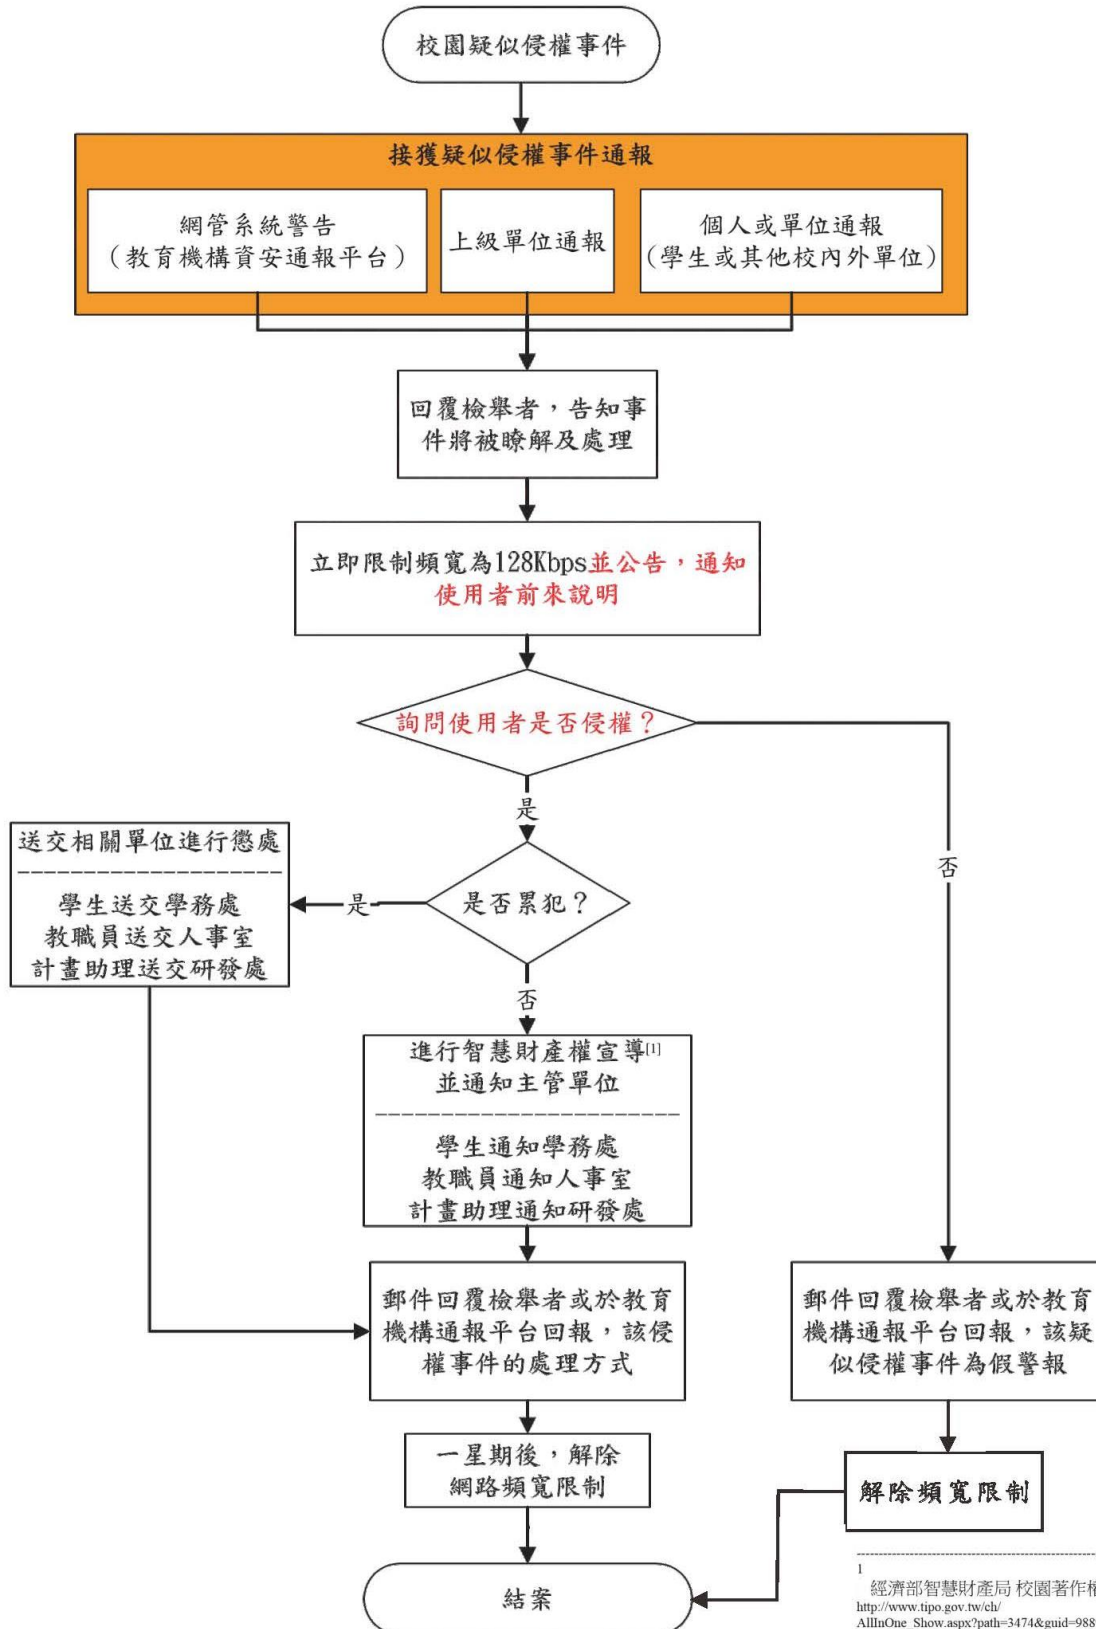 校園疑似侵權事件
接獲疑似侵權事件通報
網管系統警告
（教育機構資安通報平台）
上級單位通報
個人或單位通報
(學生或其他校內外單位)
回覆檢舉者，告知事
件將被瞭解及處理
立即限制頻寬為128Kbps並公告，通知
使用者前來說明
詢問使用者是否侵權？
是
否
是否累犯？
是
送交相關單位進行懲處
學生送交學務處
教職員送交人事室
計畫助理送交研發處
否
進行智慧財產權宣導[1]
並通知主管單位
學生通知學務處
教職員通知人事室
計畫助理通知研發處
郵件回覆檢舉者或於教育
機構通報平台回報，該侵
權事件的處理方式
郵件回覆檢舉者或於教育
機構通報平台回報，該疑
似侵權事件為假警報
一星期後，解除
網路頻寬限制
解除頻寬限制
結案
1
經濟部智慧財產局 校園著作權
http://www.tipo.gov.tw/ch/
AllInOne_Show.aspx?path=3474&guid=988